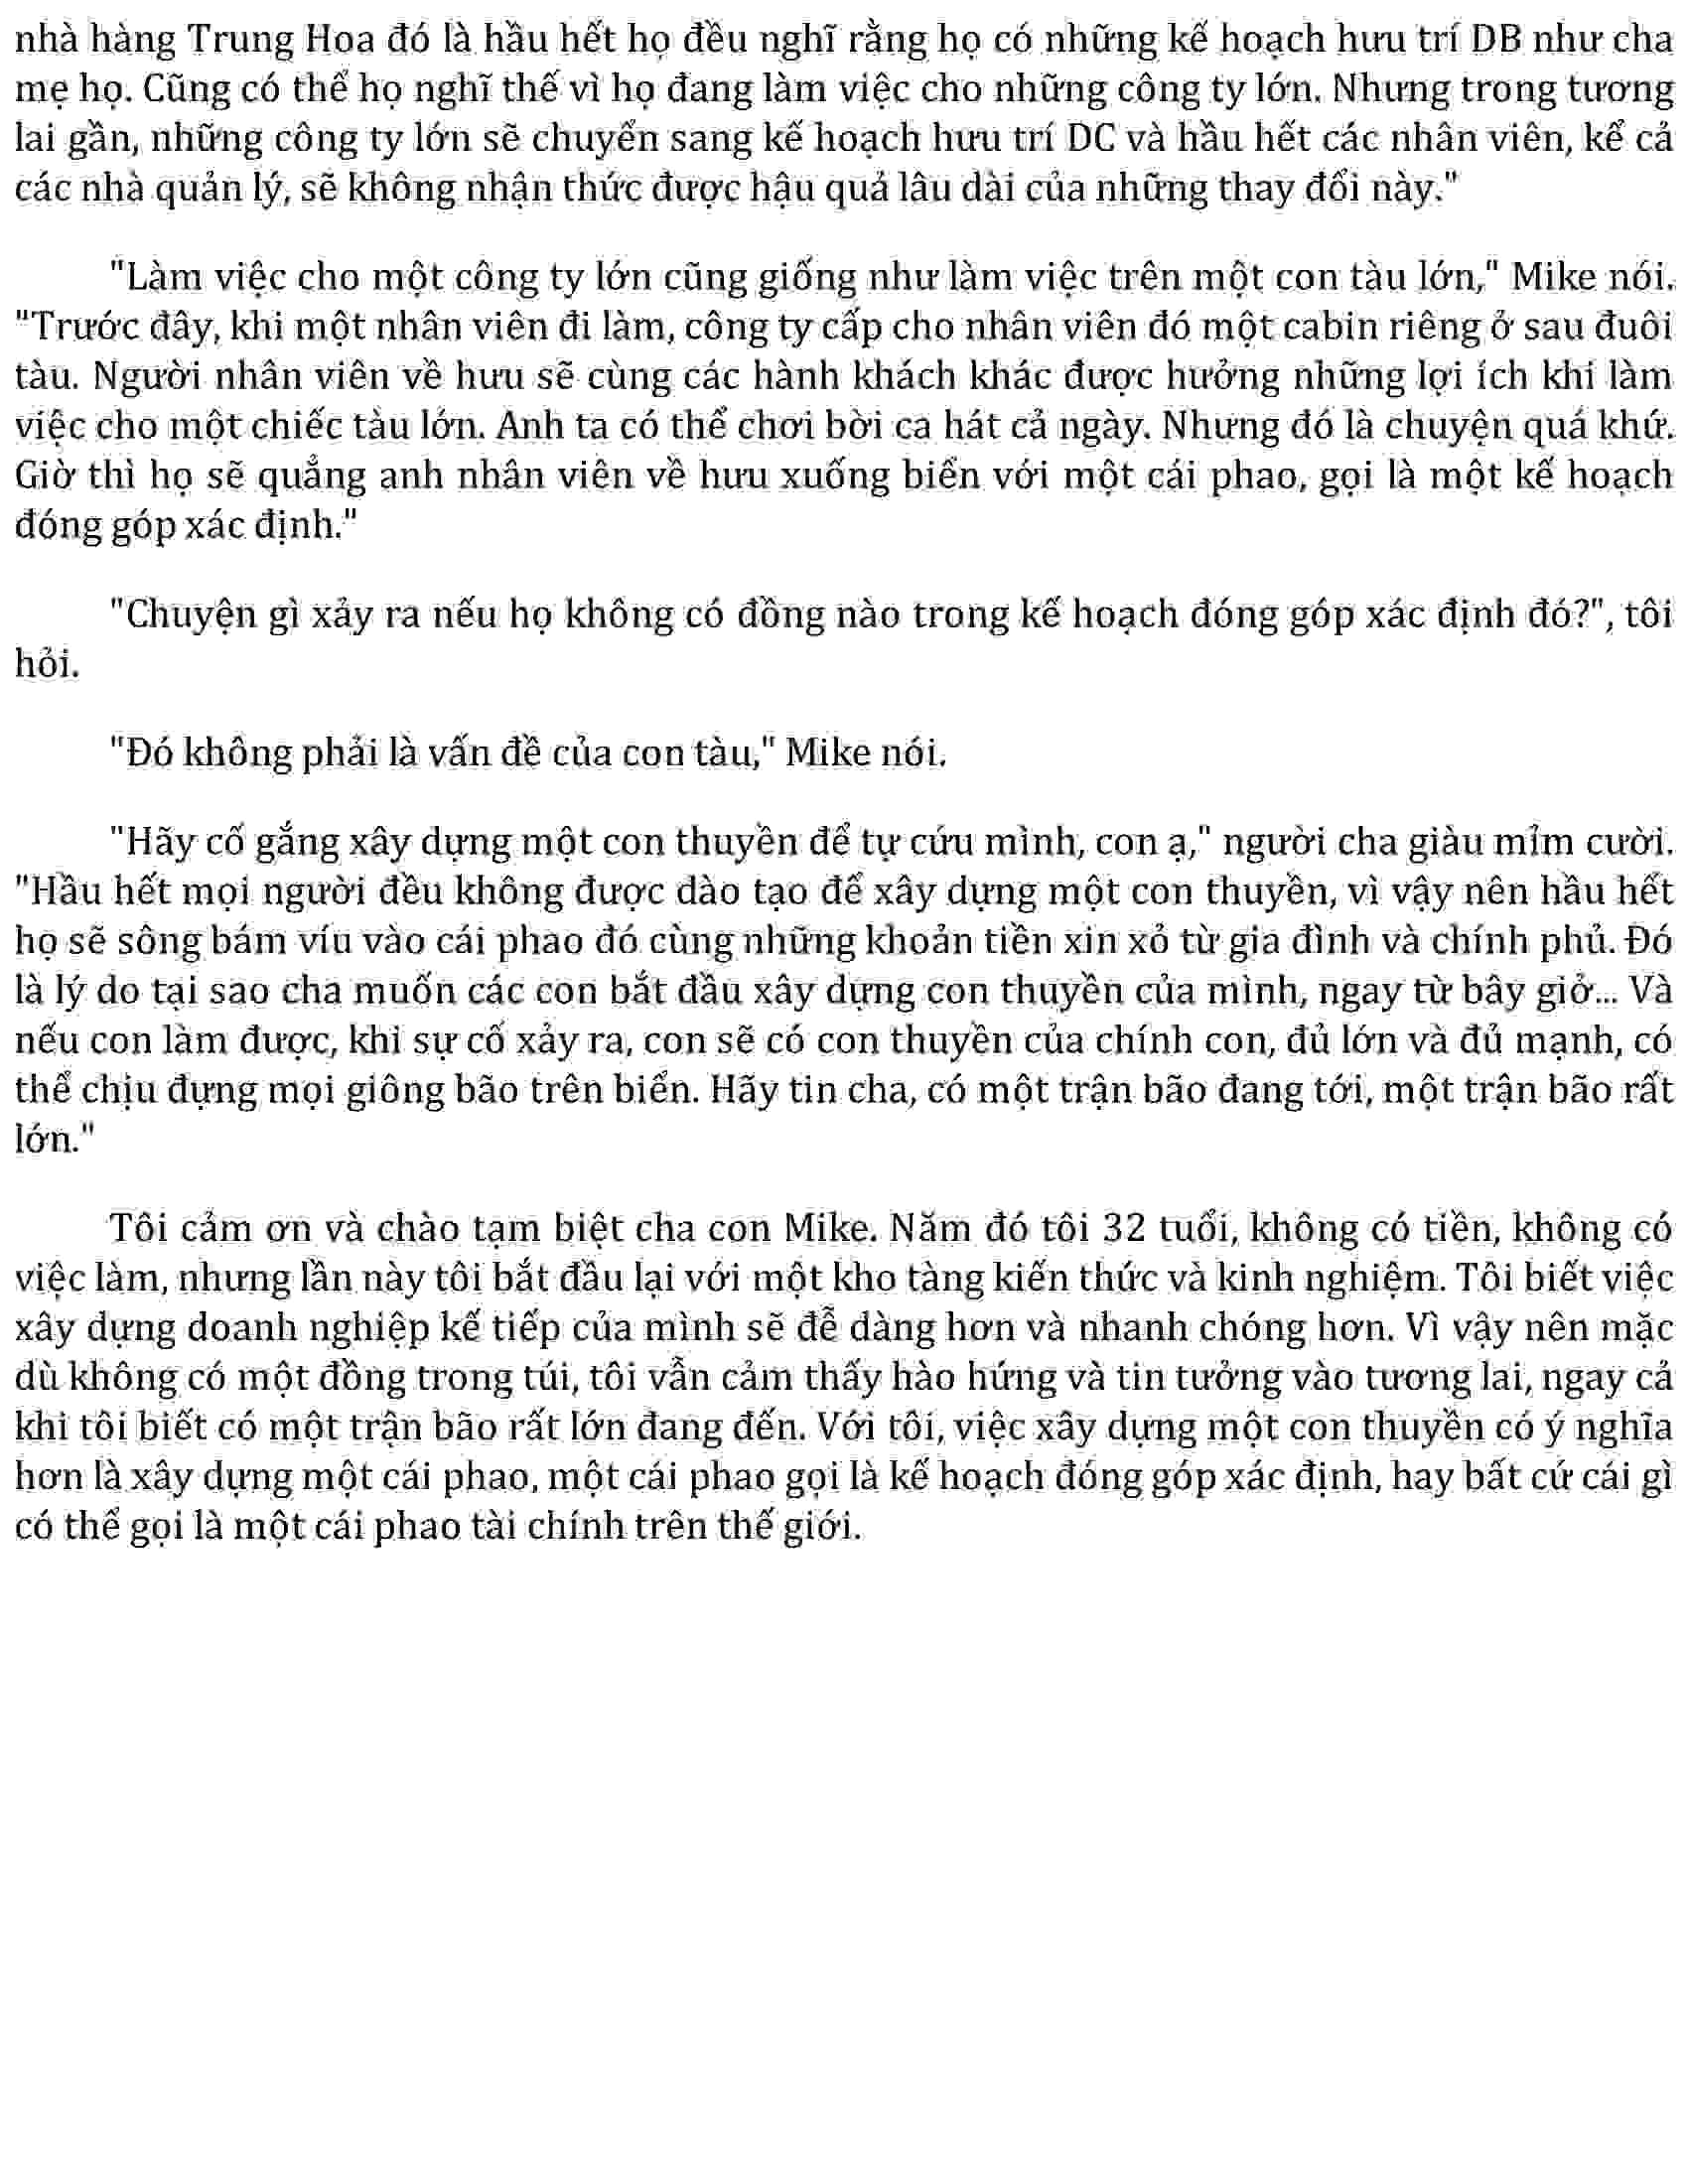 nhà hàng Trung Hoa đó là hầu hết họ đều nghĩ rằng họ có những kế hoạch hưu trí DB như cha
mẹ họ. Cũng có thể họ nghĩ thế vì họ đang làm việc cho những công ty lớn. Nhưng trong tương
lai gần, những công ty lớn sẽ chuyển sang kế hoạch hưu trí DC và hầu hết các nhân viên, kể cả
các nhà quản lý, sẽ không nhận thức được hậu quả lâu dài của những thay đổi này."
"Làm việc cho một công ty lớn cũng giống như làm việc trên một con tàu lớn," Mike nói.
"Trước đây, khi một nhân viên đi làm, công ty cấp cho nhân viên đó một cabin riêng ở sau đuôi
tàu. Người nhân viên về hưu sẽ cùng các hành khách khác được hưởng những lợi ích khi làm
việc cho một chiếc tàu lớn. Anh ta có thể chơi bời ca hát cả ngày. Nhưng đó là chuyện quá khứ.
Giờ thì họ sẽ quẳng anh nhân viên về hưu xuống biển với một cái phao, gọi là một kế hoạch
đóng góp xác định."
"Chuyện gì xảy ra nếu họ không có đồng nào trong kế hoạch đóng góp xác định đó?", tôi
hỏi.
"Đó không phải là vấn đề của con tàu," Mike nói.
"Hãy cố gắng xây dựng một con thuyền để tự cứu mình, con ạ," người cha giàu mỉm cười.
"Hầu hết mọi người đều không được dào tạo để xây dựng một con thuyền, vì vậy nên hầu hết
họ sẽ sông bám víu vào cái phao đó cùng những khoản tiền xin xỏ từ gia đình và chính phủ. Đó
là lý do tại sao cha muốn các con bắt đầu xây dựng con thuyền của mình, ngay từ bây giở... Và
nếu con làm được, khi sự cố xảy ra, con sẽ có con thuyền của chính con, đủ lớn và đủ mạnh, có
thể chịu đựng mọi giông bão trên biển. Hãy tin cha, có một trận bão đang tới, một trận bão rất
lớn."
Tôi cảm ơn và chào tạm biệt cha con Mike. Năm đó tôi 32 tuổi, không có tiền, không có
việc làm, nhưng lần này tôi bắt đầu lại với một kho tàng kiến thức và kinh nghiệm. Tôi biết việc
xây dựng doanh nghiệp kế tiếp của mình sẽ đễ dàng hơn và nhanh chóng hơn. Vì vậy nên mặc
dù không có một đồng trong túi, tôi vẫn cảm thấy hào hứng và tin tưởng vào tương lai, ngay cả
khi tôi biết có một trận bão rất lớn đang đến. Với tôi, việc xây dựng một con thuyền có ý nghĩa
hơn là xây dựng một cái phao, một cái phao gọi là kế hoạch đóng góp xác định, hay bất cứ cái gì
có thể gọi là một cái phao tài chính trên thế giới.